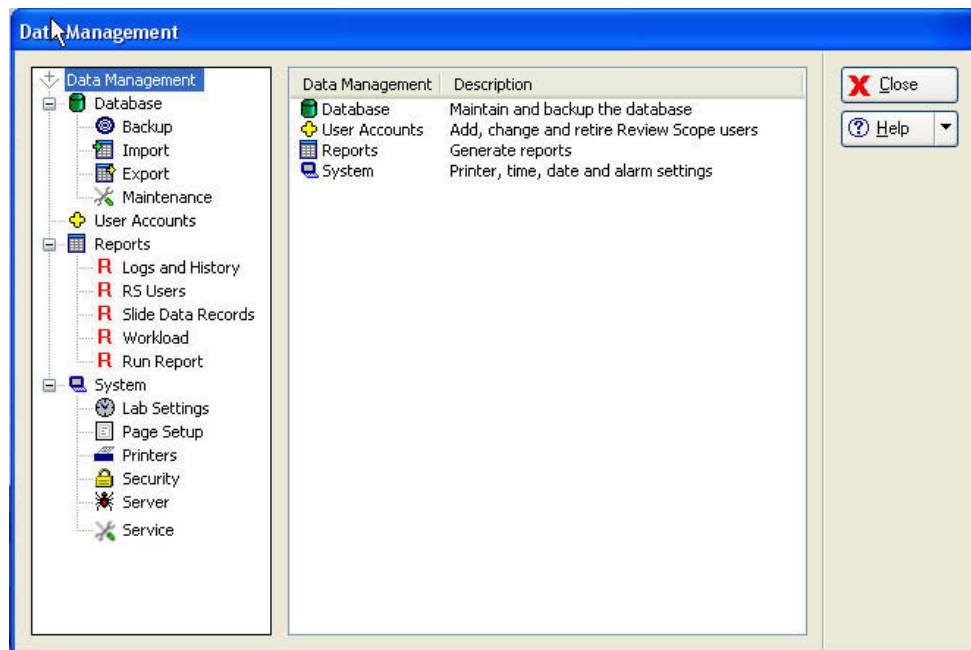 Data Management
Data Management
Database
Backup
Import
Export
Maintenance
User Accounts
Reports
R Logs and History
R RS Users
R Slide Data Records
R Workload
R Run Report
System
Lab Settings
Page Setup
Printers
Security
Server
Service
Data Management Description
Database Maintain and backup the database
User Accounts Add, change and retire Review Scope users
Reports Generate reports
System Printer, time, date and alarm settings
Close
? Help